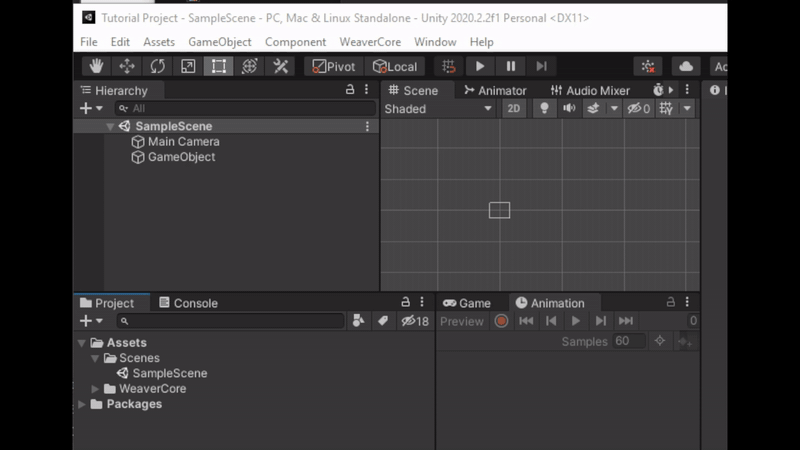 Tutorial Project - SampleScene - PC, Mac & Linux Standalone - Unity 2020.2.2f1 Personal <DX11>
File Edit Assets GameObject Component WeaverCore Window Help
Pivot Local
Hierarchy
All
SampleScene
Main Camera
GameObject
Scene Animator Audio Mixer
Shaded 2D 0
Project Console
18
Assets
Scenes
SampleScene
WeaverCore
Packages
Game Animation
Preview 0
Samples 60